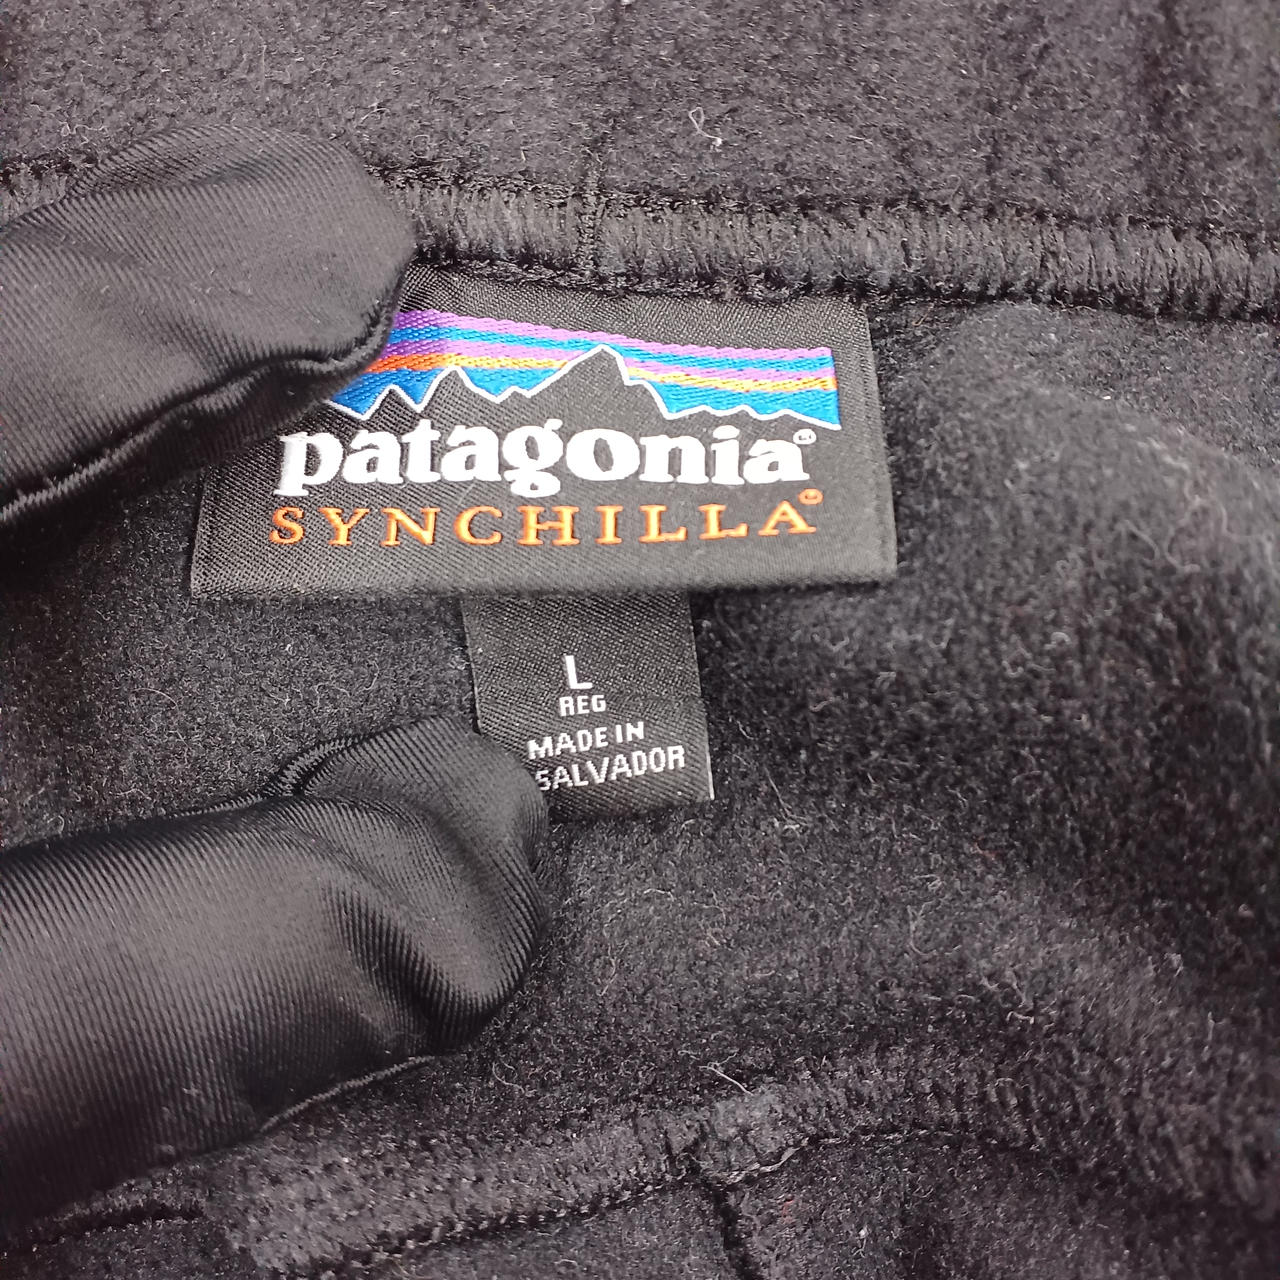 patagonia®
SYNCHILLA®
L
REG
MADE IN
SALVADOR